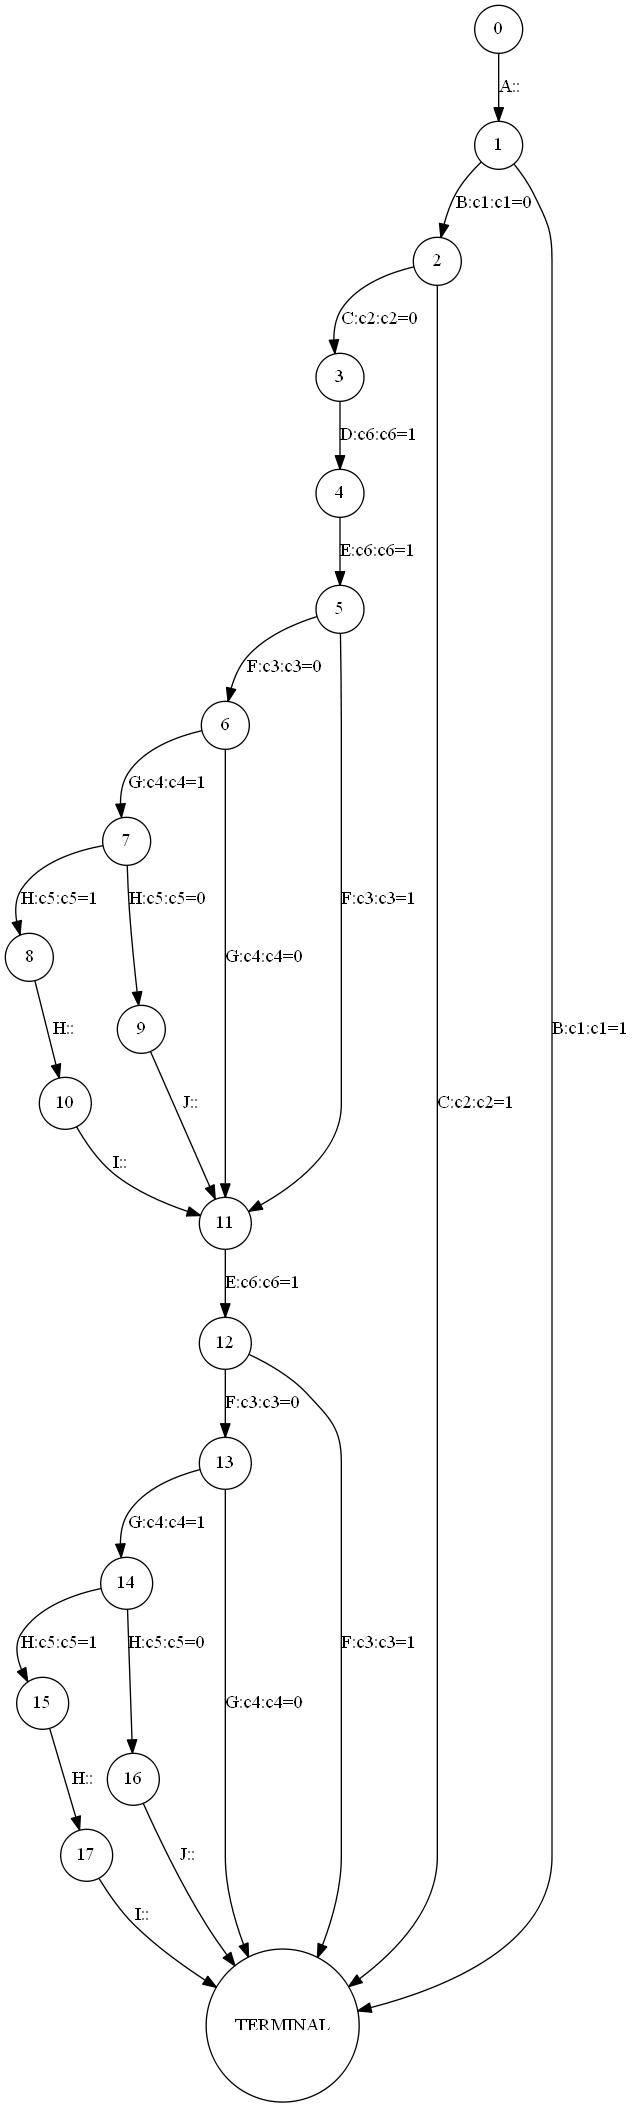 0
A::
1
B:c1:c1=0
2
C:c2:c2=0
3
D:c6:c6=1
4
E:c6:c6=1
5
F:c3:c3=0
6
G:c4:c4=1
7
H:c5:c5=1
H:c5:c5=0
G:c4:c4=0
F:c3:c3=1
8
9
B:c1:c1=1
H::
10
J::
C:c2:c2=1
I::
11
E:c6:c6=1
12
F:c3:c3=0
13
G:c4:c4=1
14
H:c5:c5=1
H:c5:c5=0
F:c3:c3=1
15
G:c4:c4=0
H::
16
17
J::
I::
TERMINAL